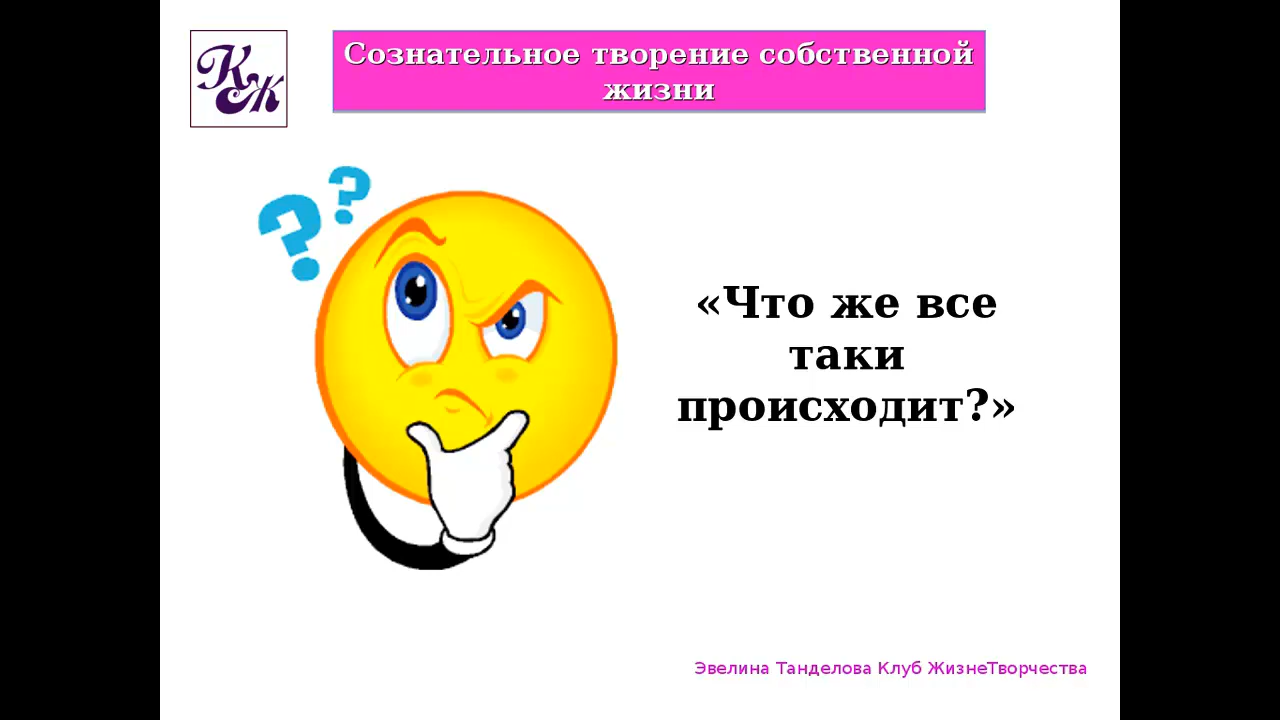 КЖ
Сознательное творение собственной
жизни
??
«Что же все
таки
происходит?»
Эвелина Танделова Клуб ЖизнеТворчества